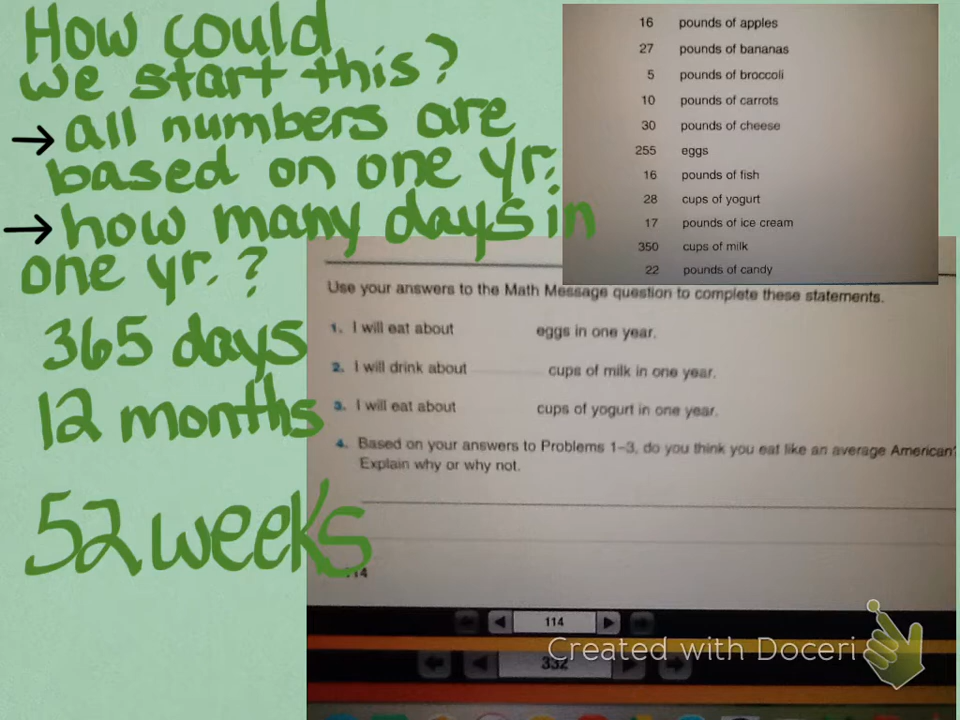 How could
we start this?
→ all numbers are
based on one yr.
→ how many days in
one yr.?
365 days
12 months
52 weeks
16 pounds of apples
27 pounds of bananas
5 pounds of broccoli
10 pounds of carrots
30 pounds of cheese
255 eggs
16 pounds of fish
28 cups of yogurt
17 pounds of ice cream
350 cups of milk
22 pounds of candy
Use your answers to the Math Message question to complete these statements.
1. I will eat about eggs in one year.
2. I will drink about cups of milk in one year.
3. I will eat about cups of yogurt in one year.
4. Based on your answers to Problems 1–3, do you think you eat like an average American?
Explain why or why not.
114
332
Created with Doceri